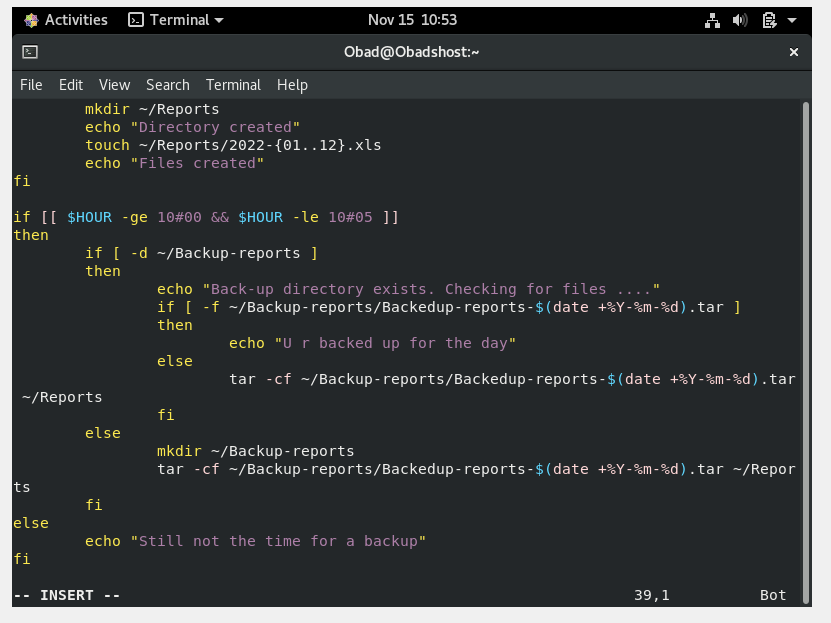 Activities Terminal Nov 15 10:53
Obad@Obadshost:~
File Edit View Search Terminal Help
mkdir ~/Reports
echo "Directory created"
touch ~/Reports/2022-{01..12}.xls
echo "Files created"
fi
if [[ $HOUR -ge 10#00 && $HOUR -le 10#05 ]]
then
if [ -d ~/Backup-reports ]
then
echo "Back-up directory exists. Checking for files ...."
if [ -f ~/Backup-reports/Backedup-reports-$(date +%Y-%m-%d).tar ]
then
echo "U r backed up for the day"
else
tar -cf ~/Backup-reports/Backedup-reports-$(date +%Y-%m-%d).tar
~/Reports
fi
else
mkdir ~/Backup-reports
tar -cf ~/Backup-reports/Backedup-reports-$(date +%Y-%m-%d).tar ~/Repor
ts
fi
else
echo "Still not the time for a backup"
fi
-- INSERT -- 39,1 Bot